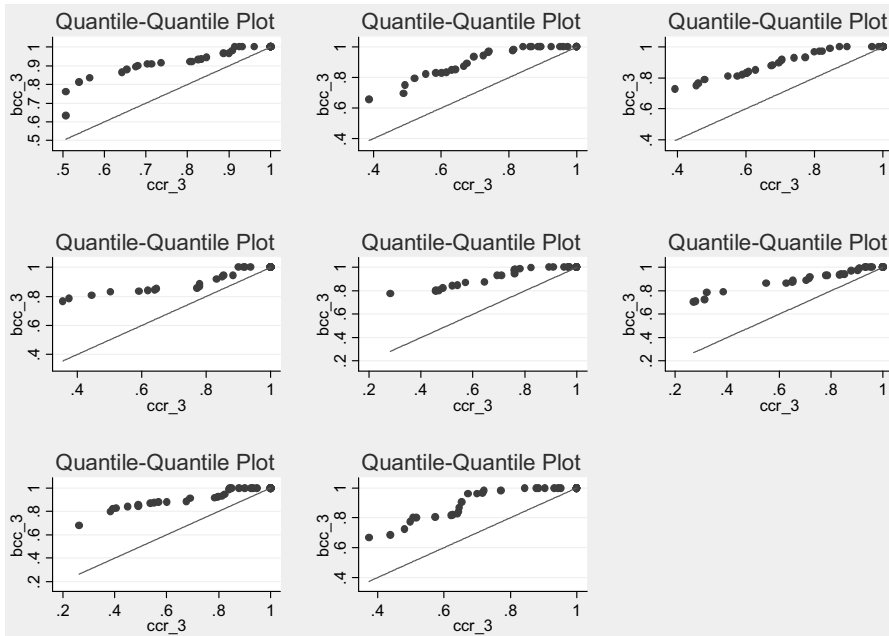 Quantile-Quantile Plot
bcc_3
.5 .6 .7 .8 .9 1
.5 .6 .7 .8 .9 1
ccr_3
Quantile-Quantile Plot
bcc_3
.4 .6 .8 1
.4 .6 .8 1
ccr_3
Quantile-Quantile Plot
bcc_3
.4 .6 .8 1
.4 .6 .8 1
ccr_3
Quantile-Quantile Plot
bcc_3
.4 .6 .8 1
.4 .6 .8 1
ccr_3
Quantile-Quantile Plot
bcc_3
.2 .4 .6 .8 1
.2 .4 .6 .8 1
ccr_3
Quantile-Quantile Plot
bcc_3
.2 .4 .6 .8 1
.2 .4 .6 .8 1
ccr_3
Quantile-Quantile Plot
bcc_3
.2 .4 .6 .8 1
.2 .4 .6 .8 1
ccr_3
Quantile-Quantile Plot
bcc_3
.4 .6 .8 1
.4 .6 .8 1
ccr_3